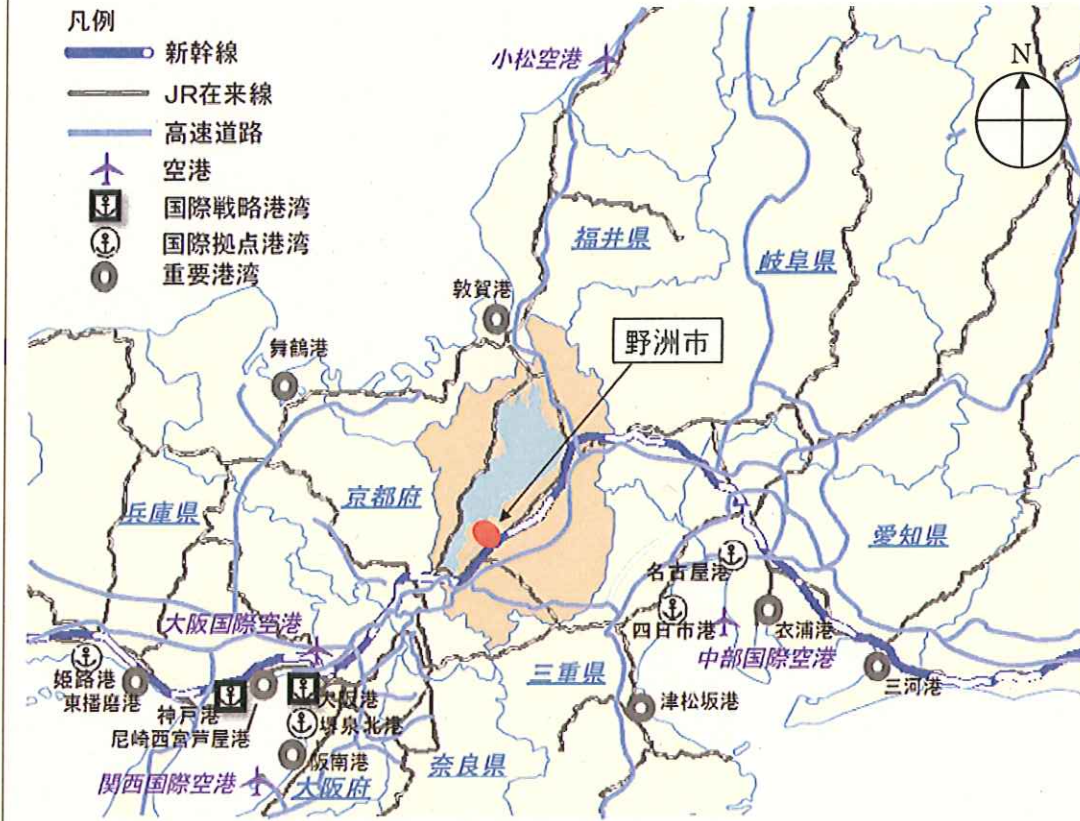 凡例
新幹線
JR在来線
高速道路
空港
国際戦略港湾
国際拠点港湾
重要港湾
小松空港
N
福井県
岐阜県
敦賀港
野洲市
舞鶴港
兵庫県
京都府
愛知県
名古屋港
四日市港
衣浦港
大阪国際空港
中部国際空港
三重県
三河港
姫路港
東播磨港
神戸港
大阪港
津松坂港
尼崎西宮芦屋港
堺泉北港
阪南港
奈良県
関西国際空港
大阪府